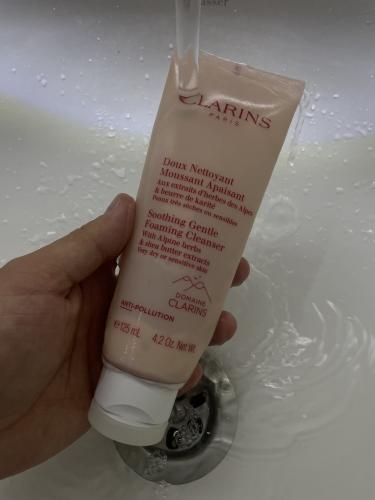 CLARINS
PARIS
Doux Nettoyant
Moussant Apaisant
Aux extraits d'herbes des Alpes
& beurre de karité
Peaux très sèches ou sensibles
Soothing Gentle
Foaming Cleanser
With Alpine herbs
& shea butter extracts
Very dry or sensitive skin
DOMAINE
CLARINS
ANTI-POLLUTION
e 125 mL 4.2 Oz. Net Wt.